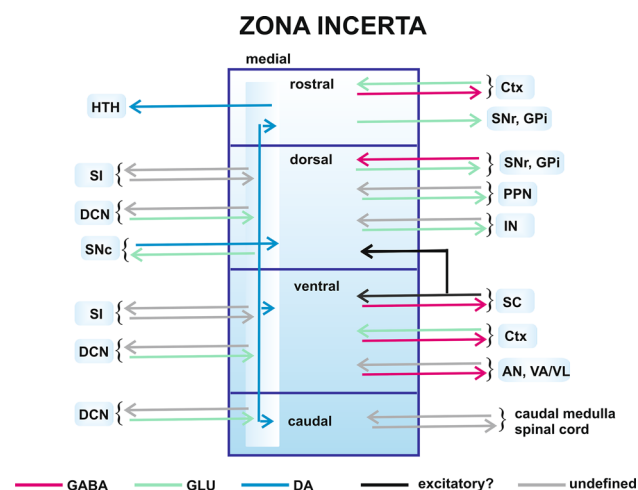 ZONA INCERTA
medial
rostral
HTH
Ctx
SNr, GPi
dorsal
SI
DCN
SNc
SNr, GPi
PPN
IN
ventral
SI
DCN
SC
Ctx
AN, VA/VL
DCN
caudal
caudal medulla
spinal cord
GABA
GLU
DA
excitatory?
undefined